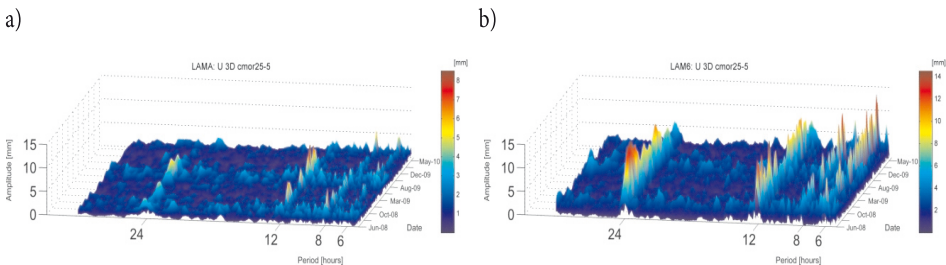 a)
LAMA: U 3D cmor25-5
[mm]
8
7
6
5
4
3
2
1
Amplitude [mm]
15
10
5
0
24
12
8
6
Period [hours]
May-10
Dec-09
Aug-09
Mar-09
Oct-08
Jun-08
Date
b)
LAM6: U 3D cmor25-5
[mm]
14
12
10
8
6
4
2
Amplitude [mm]
15
10
5
0
24
12
8
6
Period [hours]
May-10
Dec-09
Aug-09
Mar-09
Oct-08
Jun-08
Date